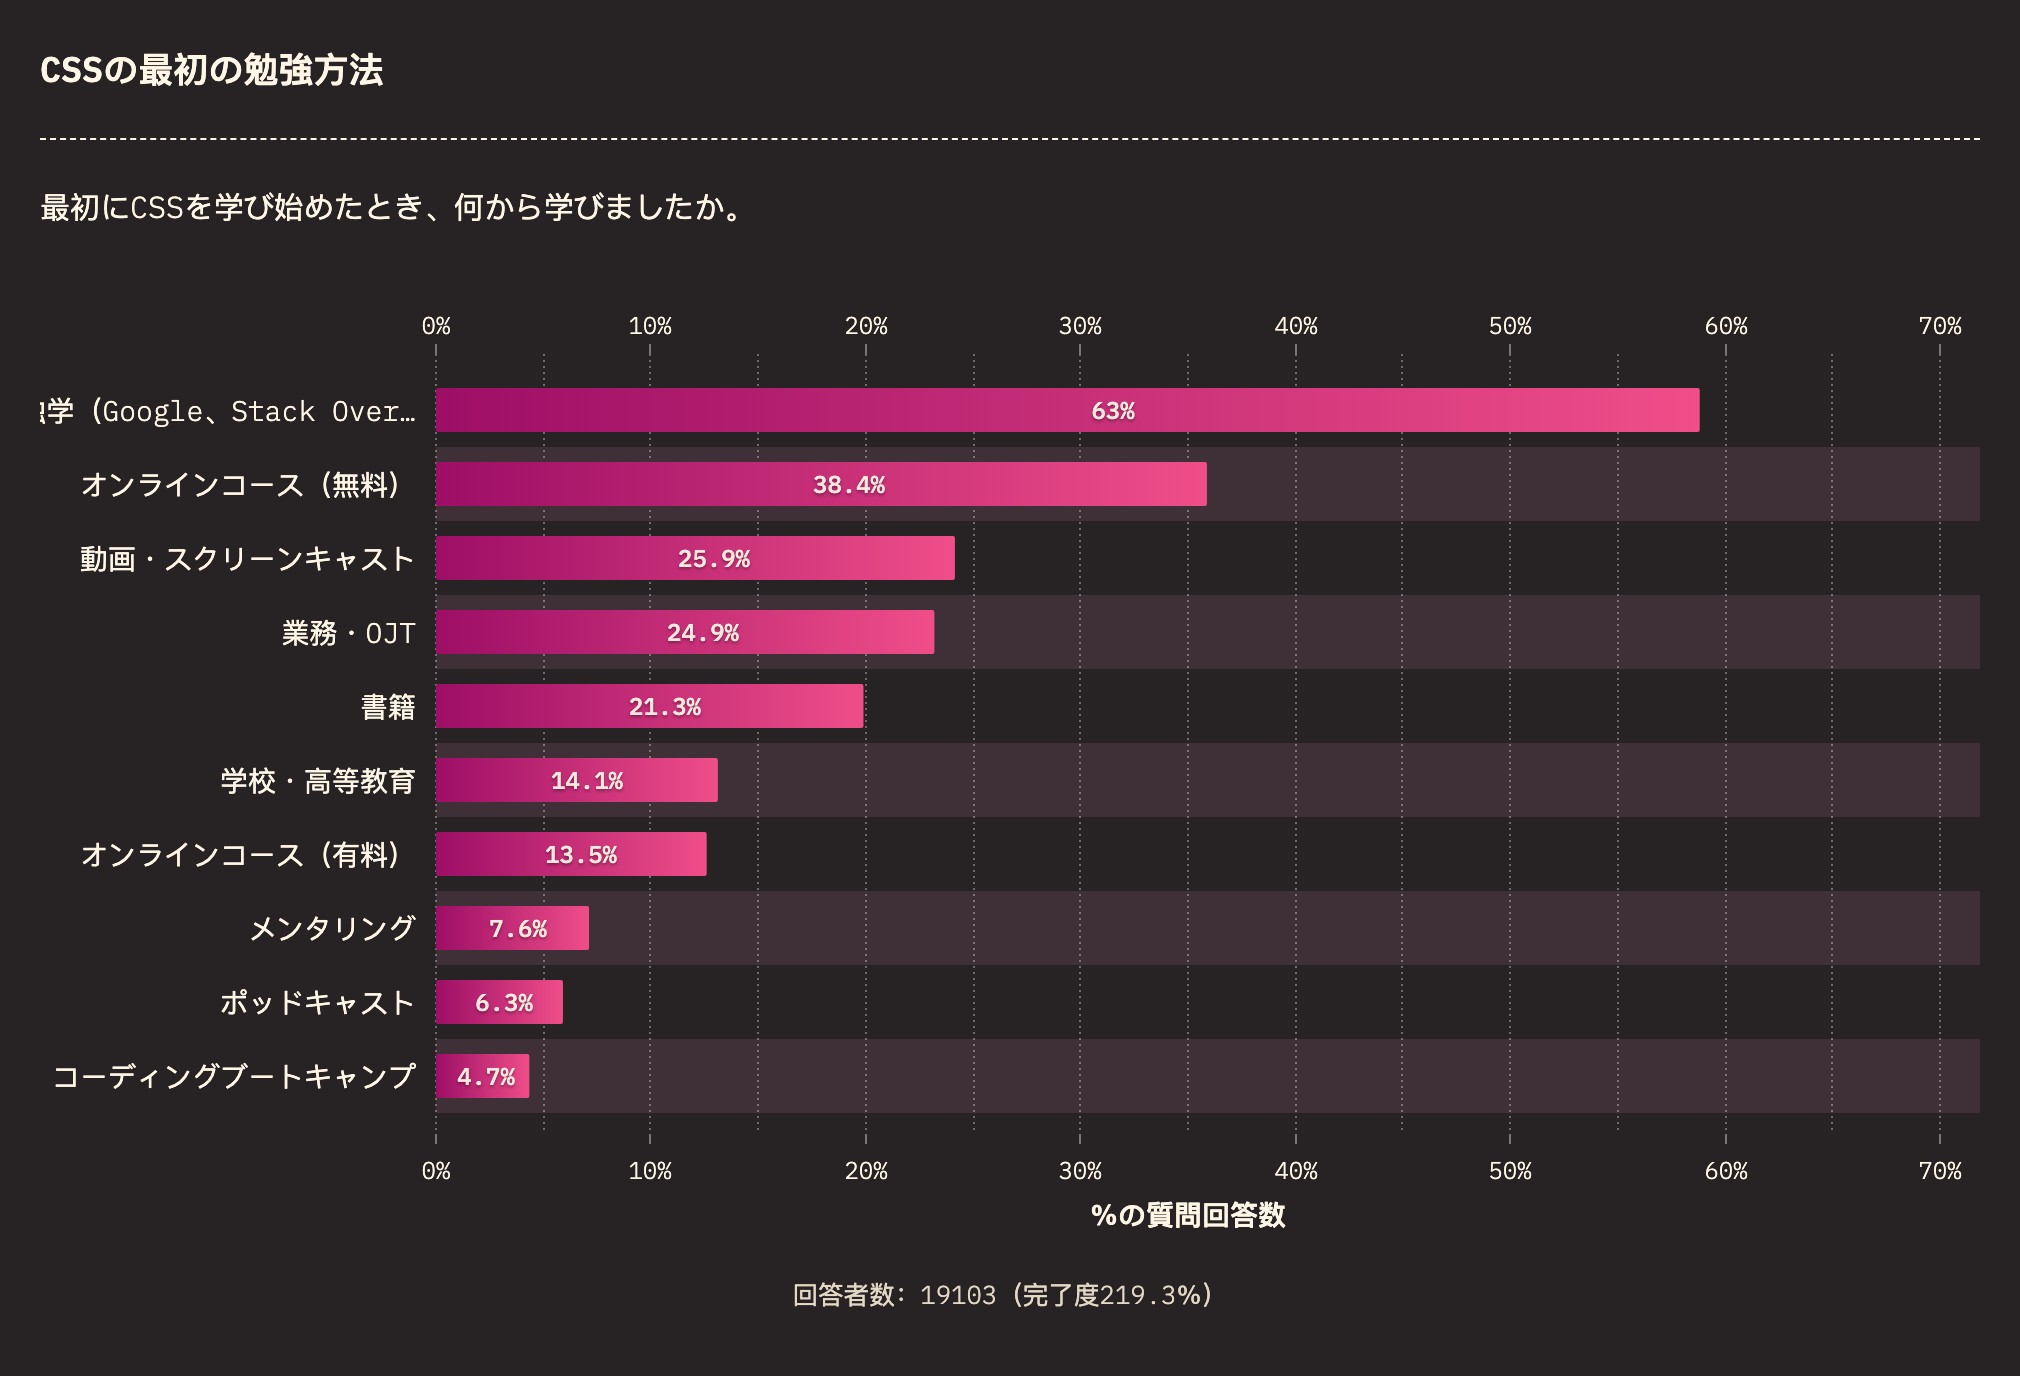 CSSの最初の勉強方法
最初にCSSを学び始めたとき、何から学びましたか。
0% 10% 20% 30% 40% 50% 60% 70%
学（Google、Stack Over… 63%
オンラインコース（無料） 38.4%
動画・スクリーンキャスト 25.9%
業務・OJT 24.9%
書籍 21.3%
学校・高等教育 14.1%
オンラインコース（有料） 13.5%
メンタリング 7.6%
ポッドキャスト 6.3%
コーディングブートキャンプ 4.7%
0% 10% 20% 30% 40% 50% 60% 70%
%の質問回答数
回答者数: 19103 (完了度219.3%)